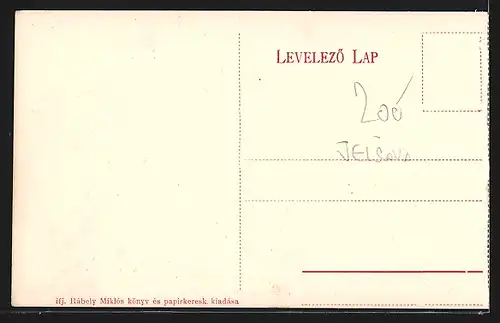 LEVELEZŐ LAP
200
JELŠAVA
ifj. Rábely Miklós könyv és papirkeresk. kiadása